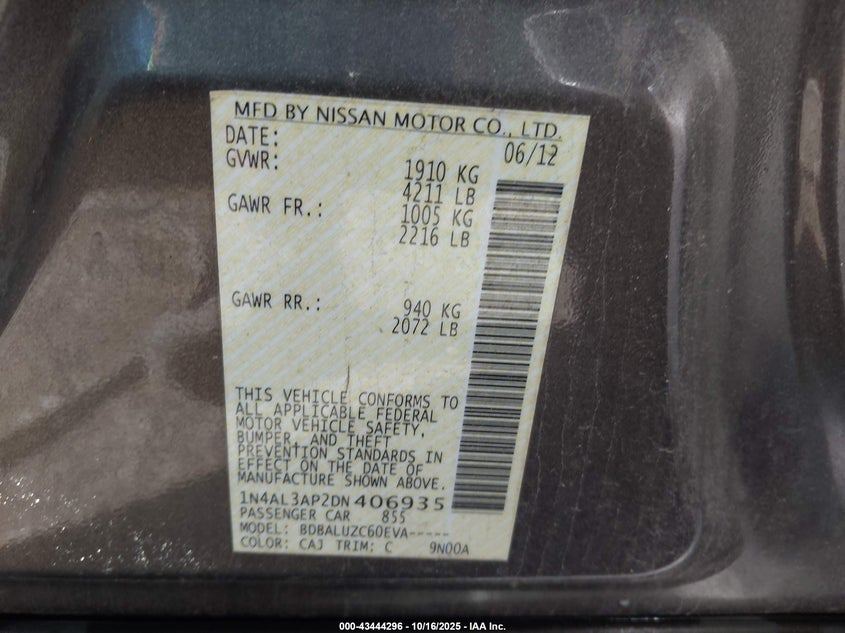 MFD BY NISSAN MOTOR CO., LTD.
DATE: 06/12
GVWR: 1910 KG
4211 LB
GAWR FR.: 1005 KG
2216 LB
GAWR RR.: 940 KG
2072 LB
THIS VEHICLE CONFORMS TO
ALL APPLICABLE FEDERAL
MOTOR VEHICLE SAFETY,
BUMPER, AND THEFT
PREVENTION STANDARDS IN
EFFECT ON THE DATE OF
MANUFACTURE SHOWN ABOVE.
1N4AL3AP2DN406935
PASSENGER CAR 855
MODEL: BDBALUZC60EVA-----
COLOR: CAJ TRIM: C 9N00A
000-43444296 - 10/16/2025 - IAA Inc.